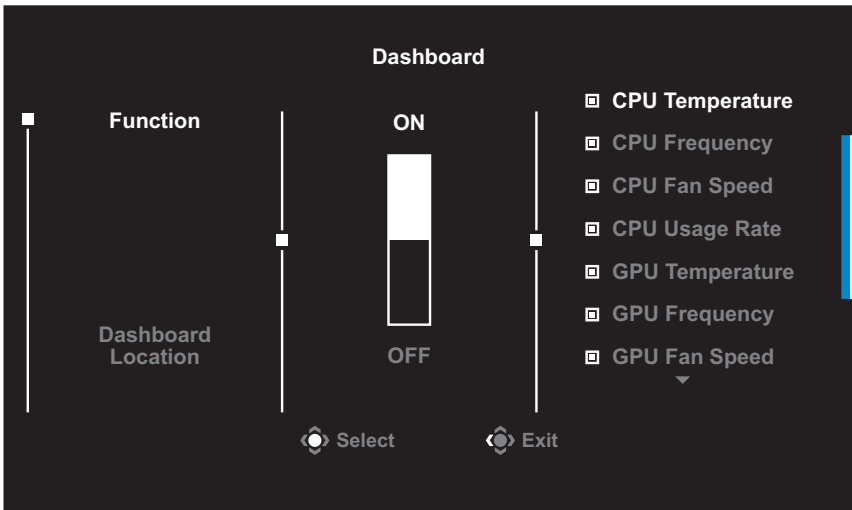 Dashboard
Function
Dashboard
Location
ON
OFF
CPU Temperature
CPU Frequency
CPU Fan Speed
CPU Usage Rate
GPU Temperature
GPU Frequency
GPU Fan Speed
Select
Exit